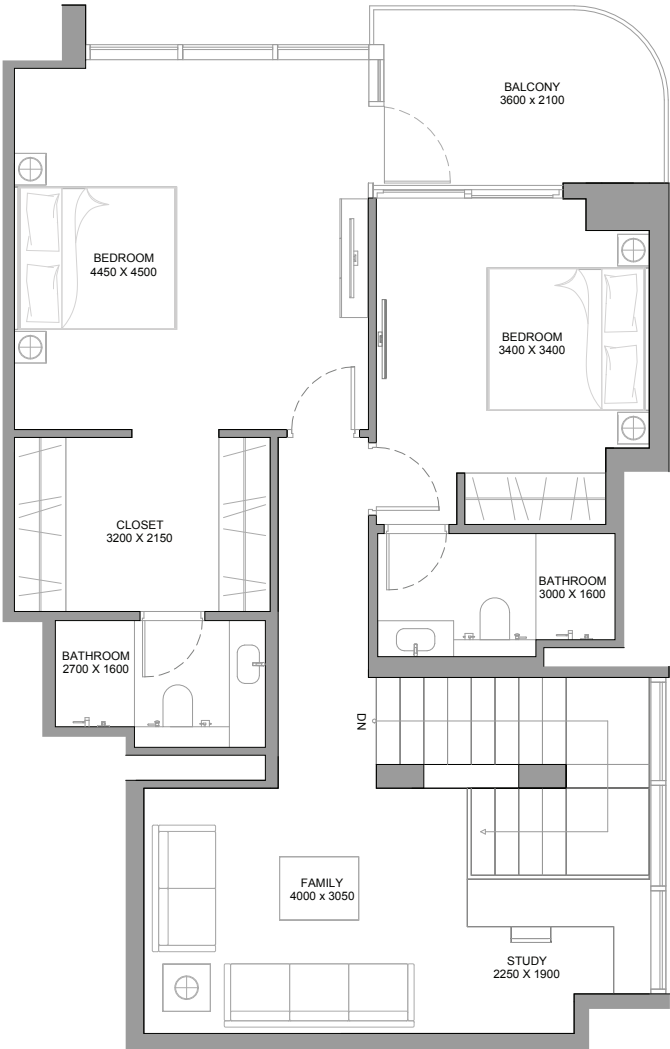 BALCONY
3600 x 2100
BEDROOM
4450 X 4500
BEDROOM
3400 X 3400
CLOSET
3200 X 2150
BATHROOM
3000 X 1600
BATHROOM
2700 X 1600
DN
FAMILY
4000 x 3050
STUDY
2250 X 1900